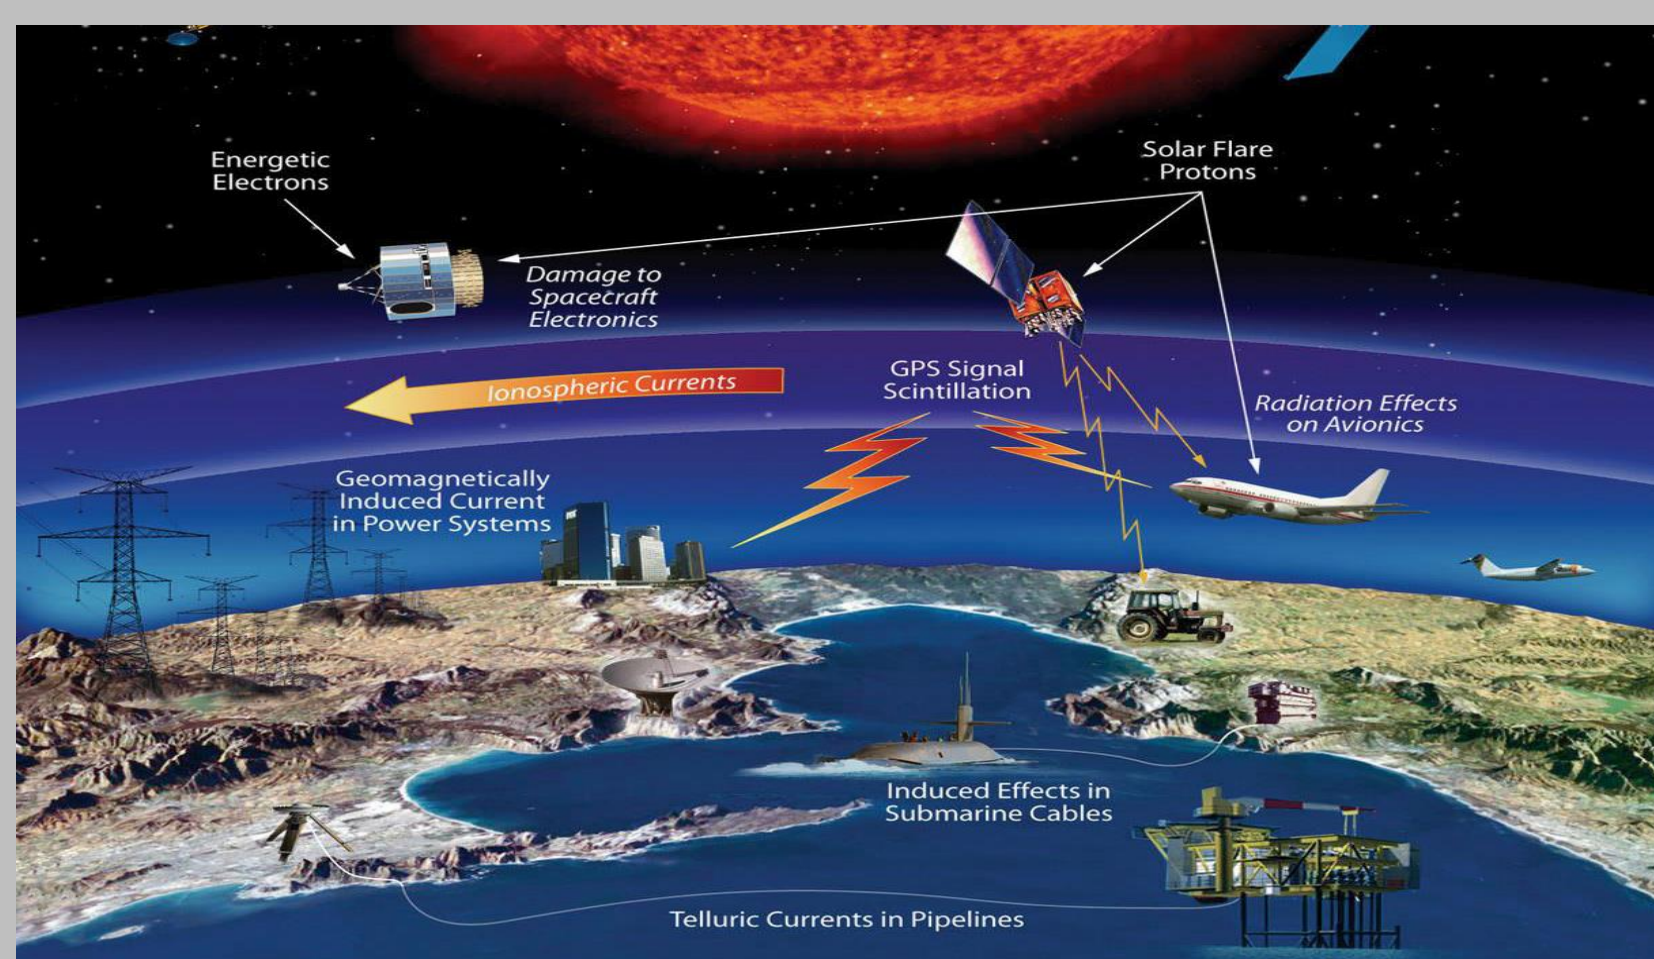 Energetic
Electrons
Solar Flare
Protons
Damage to
Spacecraft
Electronics
Ionospheric Currents
GPS Signal
Scintillation
Radiation Effects
on Avionics
Geomagnetically
Induced Current
in Power Systems
Induced Effects in
Submarine Cables
Telluric Currents in Pipelines